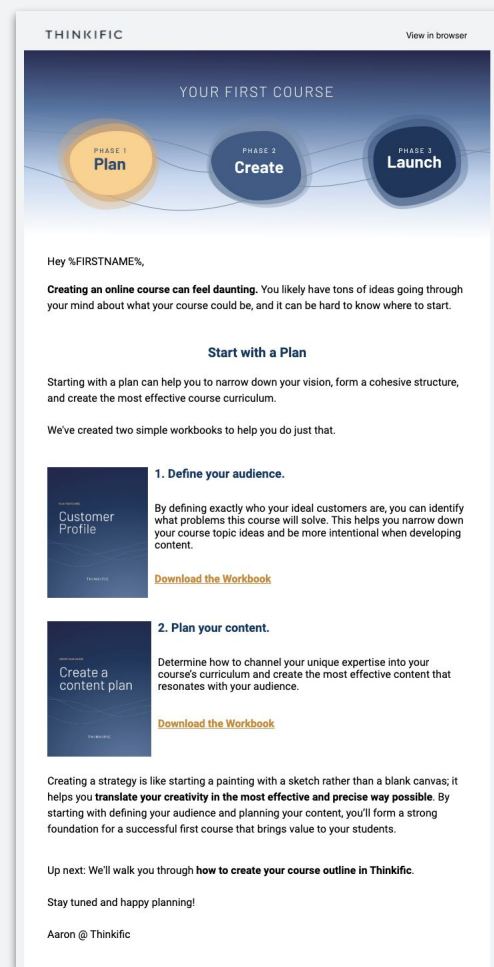 THINKIFIC
View in browser
YOUR FIRST COURSE
PHASE 1
Plan
PHASE 2
Create
PHASE 3
Launch
Hey %FIRSTNAME%,
Creating an online course can feel daunting. You likely have tons of ideas going through
your mind about what your course could be, and it can be hard to know where to start.
Start with a Plan
Starting with a plan can help you to narrow down your vision, form a cohesive structure,
and create the most effective course curriculum.
We've created two simple workbooks to help you do just that.
Customer
Profile
THINKIFIC
1. Define your audience.
By defining exactly who your ideal customers are, you can identify
what problems this course will solve. This helps you narrow down
your course topic ideas and be more intentional when developing
content.
Download the Workbook
Create a
content plan
THINKIFIC
2. Plan your content.
Determine how to channel your unique expertise into your
course's curriculum and create the most effective content that
resonates with your audience.
Download the Workbook
Creating a strategy is like starting a painting with a sketch rather than a blank canvas; it
helps you translate your creativity in the most effective and precise way possible. By
starting with defining your audience and planning your content, you'll form a strong
foundation for a successful first course that brings value to your students.
Up next: We'll walk you through how to create your course outline in Thinkific.
Stay tuned and happy planning!
Aaron @ Thinkific